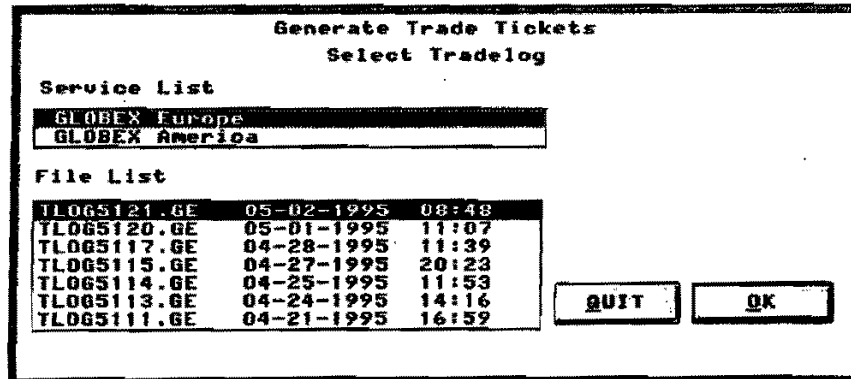 Generate Trade Tickets
Select Tradelog
Service List
GLOBEX Europe
GLOBEX America
File List
TLOG5121.GE 05-02-1995 08:48
TLOG5120.GE 05-01-1995 11:07
TLOG5117.GE 04-28-1995 11:39
TLOG5115.GE 04-27-1995 20:23
TLOG5114.GE 04-25-1995 11:53
TLOG5113.GE 04-24-1995 14:16
TLOG5111.GE 04-21-1995 16:59
QUIT OK